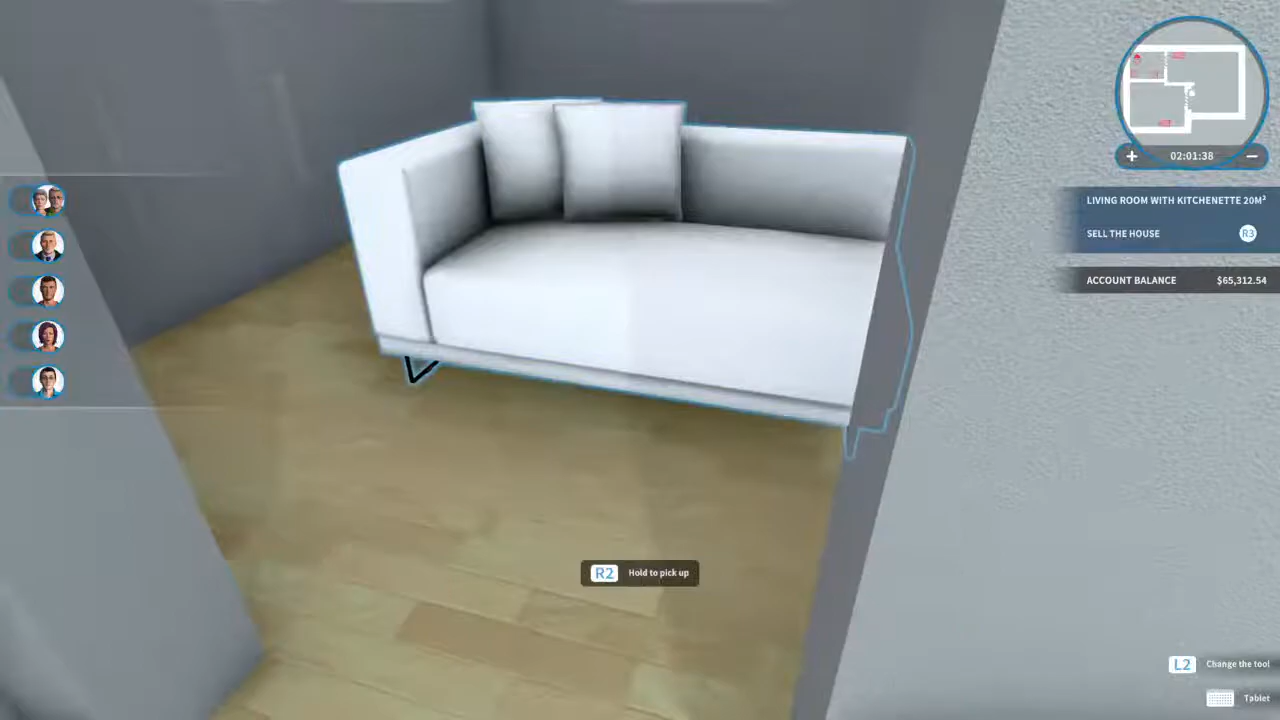 + 02:01:38 −
LIVING ROOM WITH KITCHENETTE 20M²
SELL THE HOUSE R3
ACCOUNT BALANCE $65,312.54
R2 Hold to pick up
L2 Change the tool
Tablet